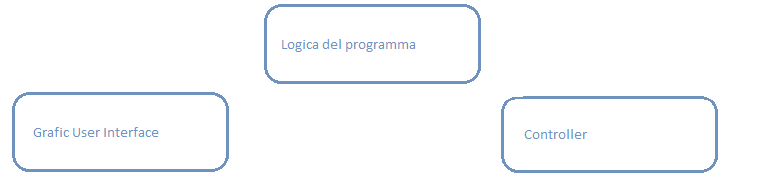 Logica del programma
Grafic User Interface
Controller